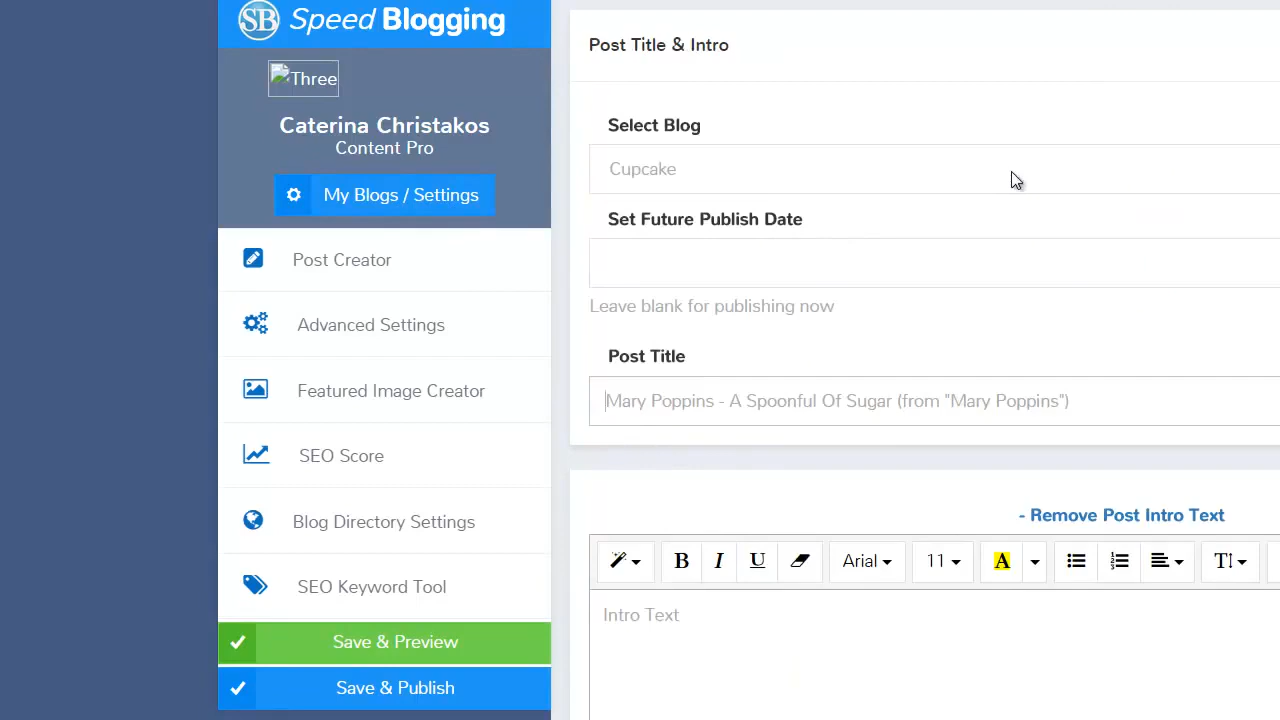 SB Speed Blogging
Three
Caterina Christakos
Content Pro
My Blogs / Settings
Post Creator
Advanced Settings
Featured Image Creator
SEO Score
Blog Directory Settings
SEO Keyword Tool
Save & Preview
Save & Publish
Post Title & Intro
Select Blog
Cupcake
Set Future Publish Date
Leave blank for publishing now
Post Title
Mary Poppins - A Spoonful Of Sugar (from "Mary Poppins")
- Remove Post Intro Text
B I U Arial 11 A T
Intro Text